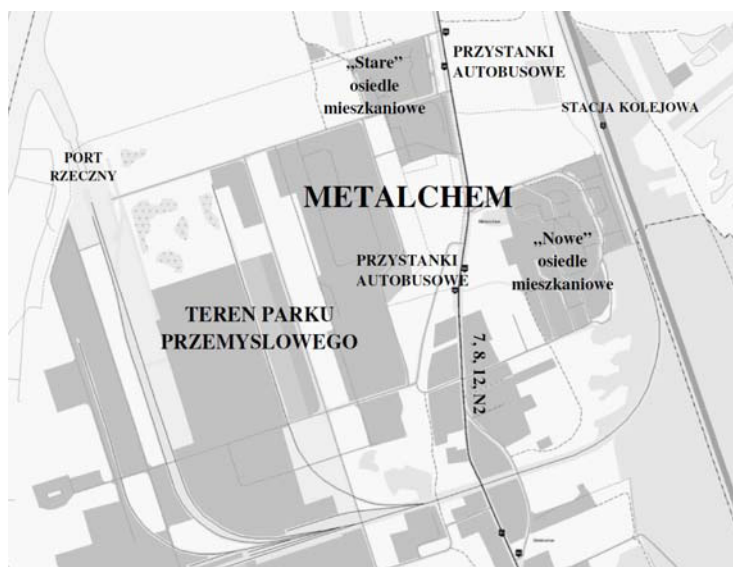 PRZYSTANKI
AUTOBUSOWE
„Stare”
osiedle
mieszkaniowe
STACJA KOLEJOWA
PORT
RZECZNY
METALCHEM
„Nowe”
osiedle
mieszkaniowe
PRZYSTANKI
AUTOBUSOWE
TEREN PARKU
PRZEMYSLOWEGO
7, 8, 12, N2